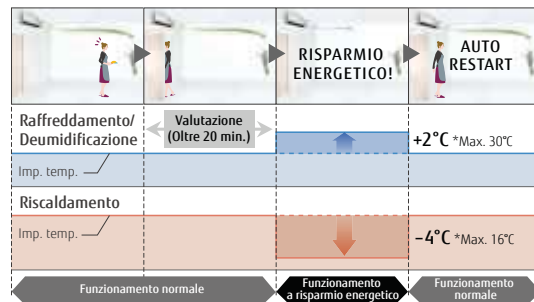 RISPARMIO
ENERGETICO!
AUTO
RESTART
Raffreddamento/
Deumidificazione
Valutazione
(Oltre 20 min.)
+2°C *Max. 30°C
Imp. temp.
Riscaldamento
Imp. temp.
–4°C *Max. 16°C
Funzionamento normale
Funzionamento
a risparmio energetico
Funzionamento
normale